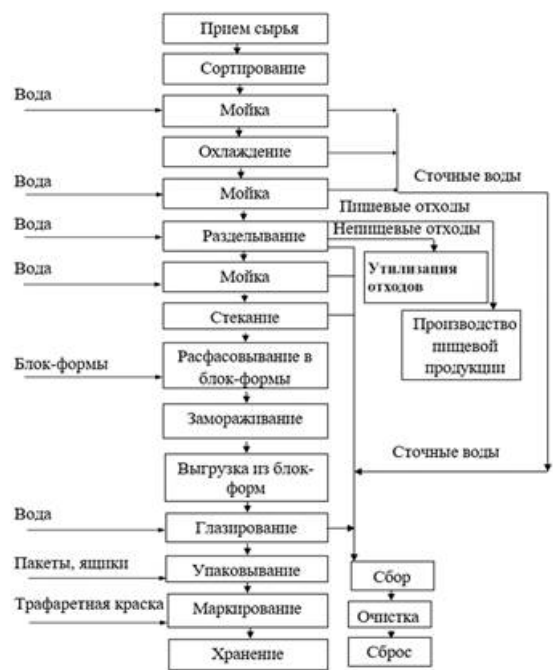 Прием сырья
Сортирование
Вода
Мойка
Охлаждение
Вода
Мойка
Сточные воды
Пишевые отходы
Вода
Разделывание
Непищевые отходы
Вода
Мойка
Утилизация
отходов
Стекание
Производство
пищевой
продукции
Блок-формы
Расфасовывание в
блок-формы
Замораживание
Сточные воды
Выгрузка из блок-
форм
Вода
Глазирование
Пакеты, ящики
Упаковывание
Сбор
Трафаретная краска
Маркирование
Очистка
Хранение
Сброс